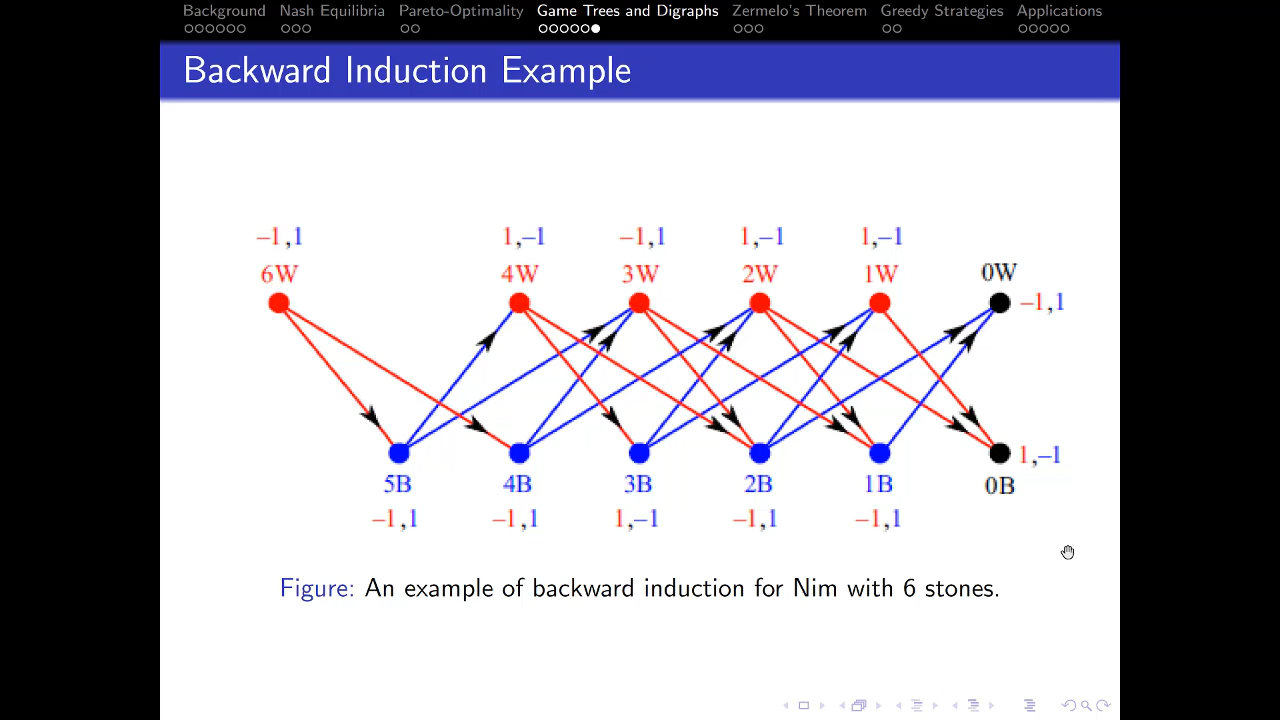 Background Nash Equilibria Pareto-Optimality Game Trees and Digraphs Zermelo's Theorem Greedy Strategies Applications
Backward Induction Example
–1,1 1,–1 –1,1 1,–1 1,–1
6W 4W 3W 2W 1W 0W
–1,1
1,–1
5B 4B 3B 2B 1B 0B
–1,1 –1,1 1,–1 –1,1 –1,1
Figure: An example of backward induction for Nim with 6 stones.